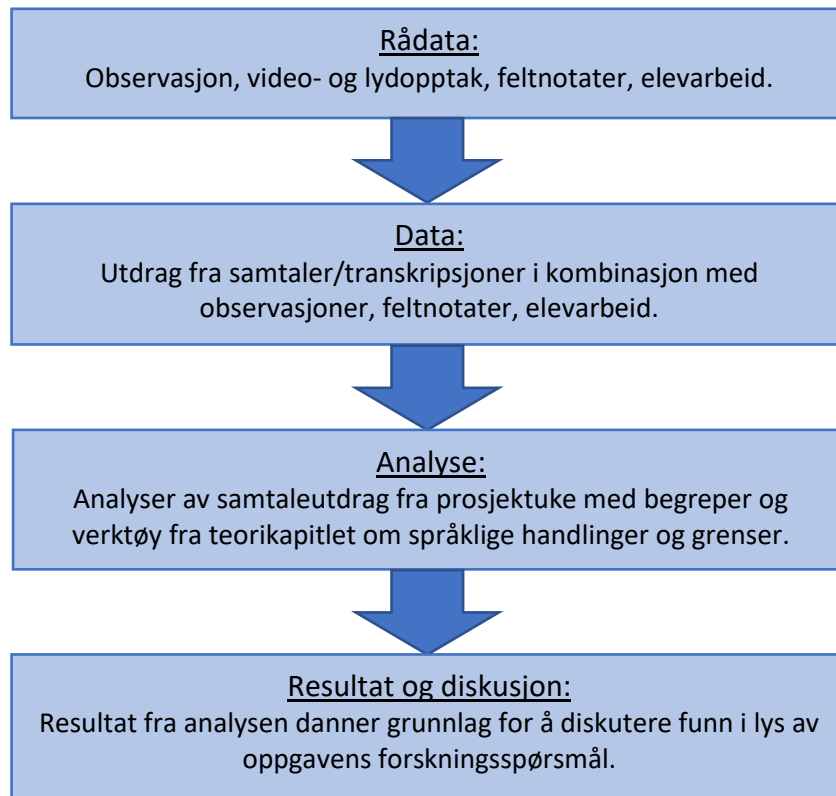 Rådata:
Observasjon, video- og lydopptak, feltnotater, elevarbeid.
Data:
Utdrag fra samtaler/transkripsjoner i kombinasjon med
observasjoner, feltnotater, elevarbeid.
Analyse:
Analyser av samtaleutdrag fra prosjektuke med begreper og
verktøy fra teorikapitlet om språklige handlinger og grenser.
Resultat og diskusjon:
Resultat fra analysen danner grunnlag for å diskutere funn i lys av
oppgavens forskningsspørsmål.